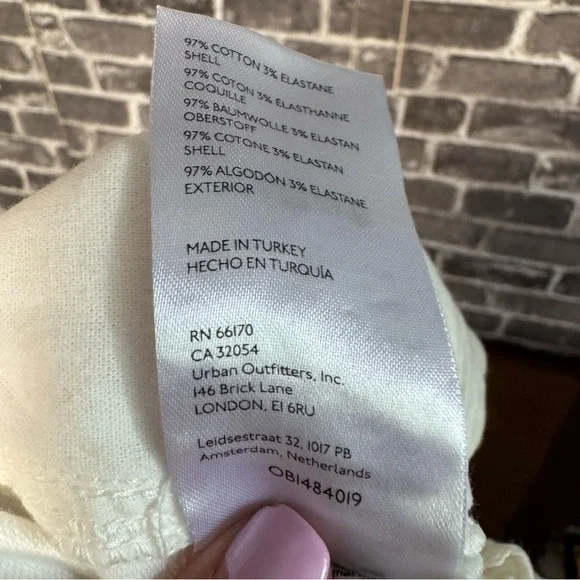 97% COTTON 3% ELASTANE
SHELL
97% COTON 3% ELASTHANNE
COQUILLE
97% BAUMWOLLE 3% ELASTAN
OBERSTOFF
97% COTONE 3% ELASTAN
SHELL
97% ALGODÓN 3% ELASTANE
EXTERIOR
MADE IN TURKEY
HECHO EN TURQUÍA
RN 66170
CA 32054
Urban Outfitters, Inc.
146 Brick Lane
LONDON, E1 6RU
Leidsestraat 32, 1017 PB
Amsterdam, Netherlands
OB1484019